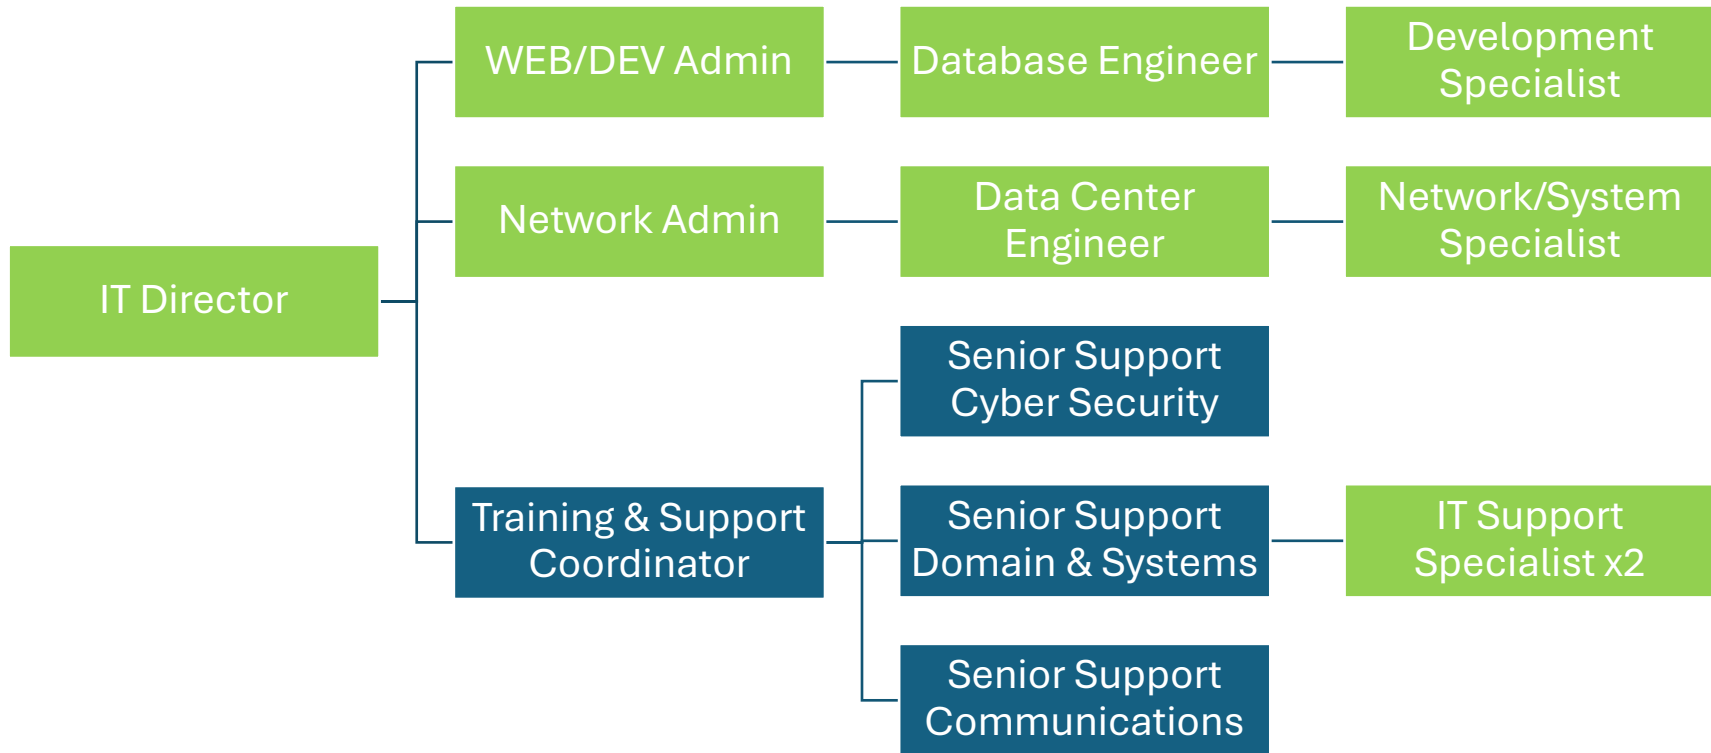 WEB/DEV Admin
Database Engineer
Development
Specialist
Network Admin
Data Center
Engineer
Network/System
Specialist
IT Director
Senior Support
Cyber Security
Training & Support
Coordinator
Senior Support
Domain & Systems
IT Support
Specialist x2
Senior Support
Communications